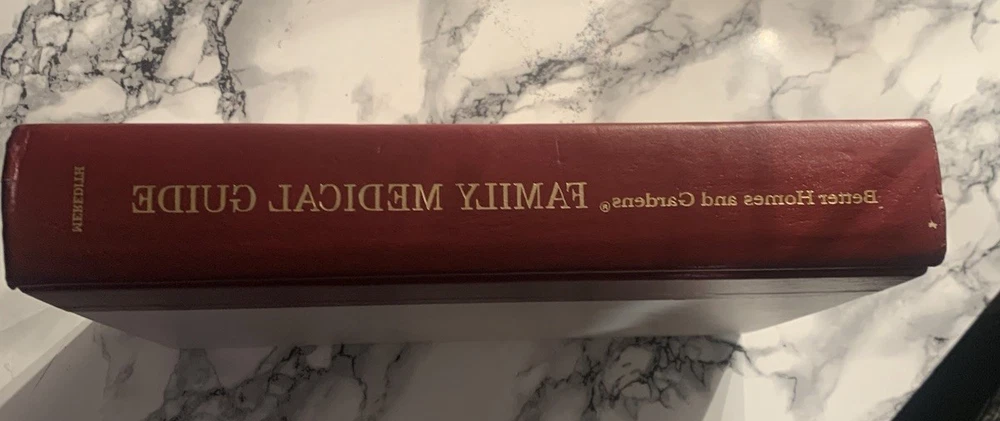 Better Homes and Gardens® FAMILY MEDICAL GUIDE
MEREDITH